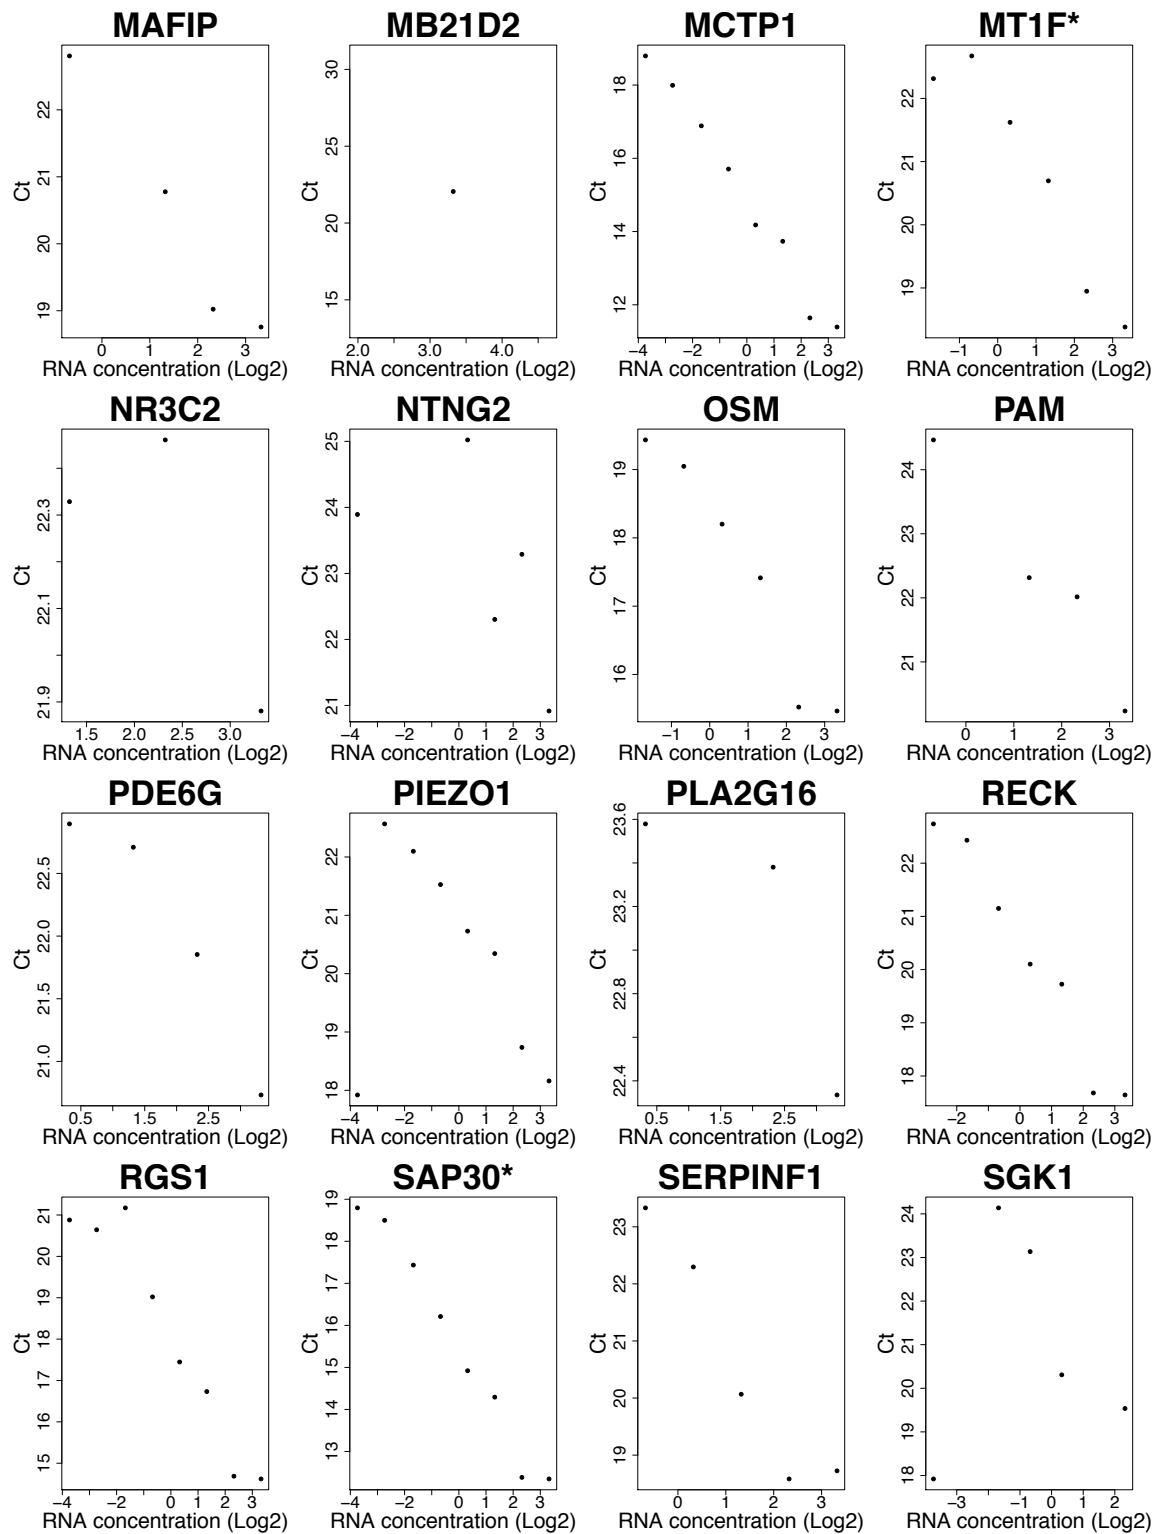 MAFIP
22
21
20
19
Ct
0 1 2 3
RNA concentration (Log2)
MB21D2
30
25
20
15
Ct
2.0 3.0 4.0
RNA concentration (Log2)
MCTP1
18
16
14
12
Ct
−4 −2 0 1 2 3
RNA concentration (Log2)
MT1F*
22
21
20
19
Ct
−1 0 1 2 3
RNA concentration (Log2)
NR3C2
22.3
22.1
21.9
Ct
1.5 2.0 2.5 3.0
RNA concentration (Log2)
NTNG2
25
24
23
22
21
Ct
−4 −2 0 1 2 3
RNA concentration (Log2)
OSM
19
18
17
16
Ct
−1 0 1 2 3
RNA concentration (Log2)
PAM
24
23
22
21
Ct
0 1 2 3
RNA concentration (Log2)
PDE6G
22.5
22.0
21.5
21.0
Ct
0.5 1.5 2.5
RNA concentration (Log2)
PIEZO1
22
21
20
19
18
Ct
−4 −2 0 1 2 3
RNA concentration (Log2)
PLA2G16
23.6
23.2
22.8
22.4
Ct
0.5 1.5 2.5
RNA concentration (Log2)
RECK
22
21
20
19
18
Ct
−2 0 1 2 3
RNA concentration (Log2)
RGS1
21
20
19
18
17
16
15
Ct
−4 −2 0 1 2 3
RNA concentration (Log2)
SAP30*
19
18
17
16
15
14
13
Ct
−4 −2 0 1 2 3
RNA concentration (Log2)
SERPINF1
23
22
21
20
19
Ct
0 1 2 3
RNA concentration (Log2)
SGK1
24
23
22
21
20
19
18
Ct
−3 −1 0 1 2
RNA concentration (Log2)